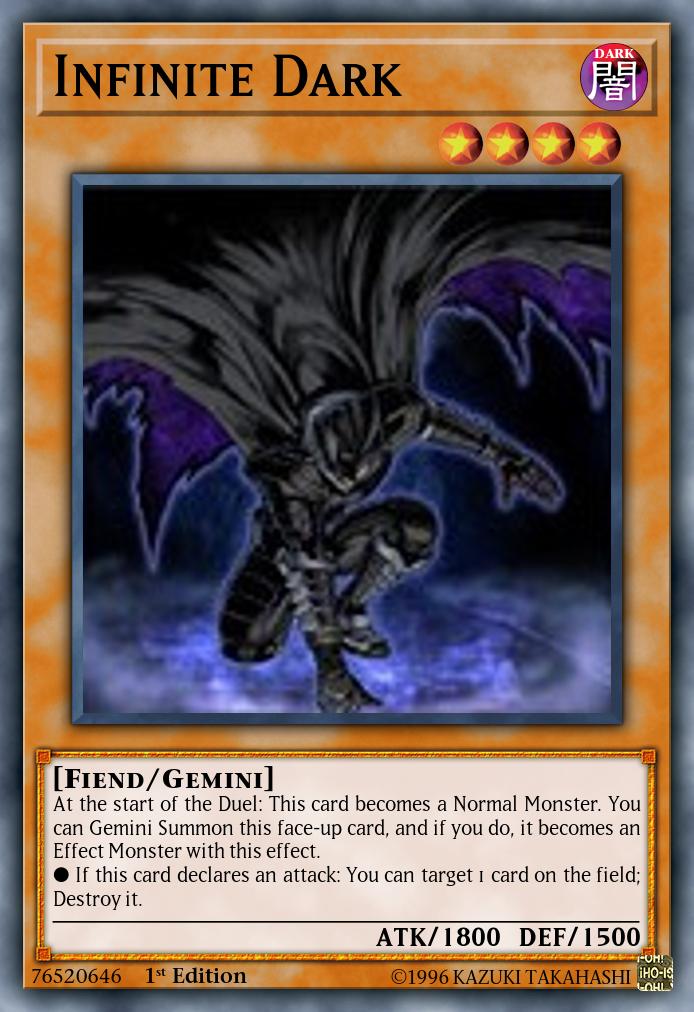 Infinite Dark
DARK
闇
[Fiend/Gemini]
At the start of the Duel: This card becomes a Normal Monster. You
can Gemini Summon this face-up card, and if you do, it becomes an
Effect Monster with this effect.
● If this card declares an attack: You can target 1 card on the field;
Destroy it.
ATK/1800 DEF/1500
76520646 1st Edition ©1996 KAZUKI TAKAHASHI